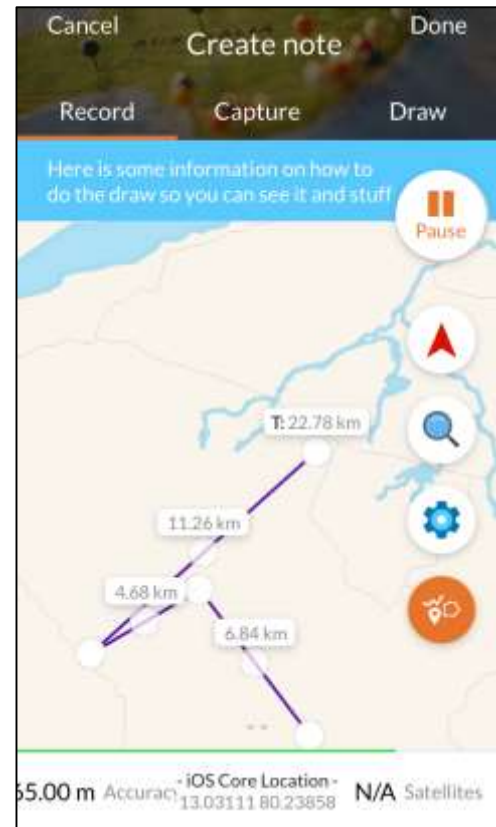 Cancel
Create note
Done
Record
Capture
Draw
Here is some information on how to
do the draw so you can see it and stuff
Pause
T: 22.78 km
11.26 km
4.68 km
6.84 km
65.00 m Accuracy
- iOS Core Location -
13.03111 80.23858
N/A Satellites